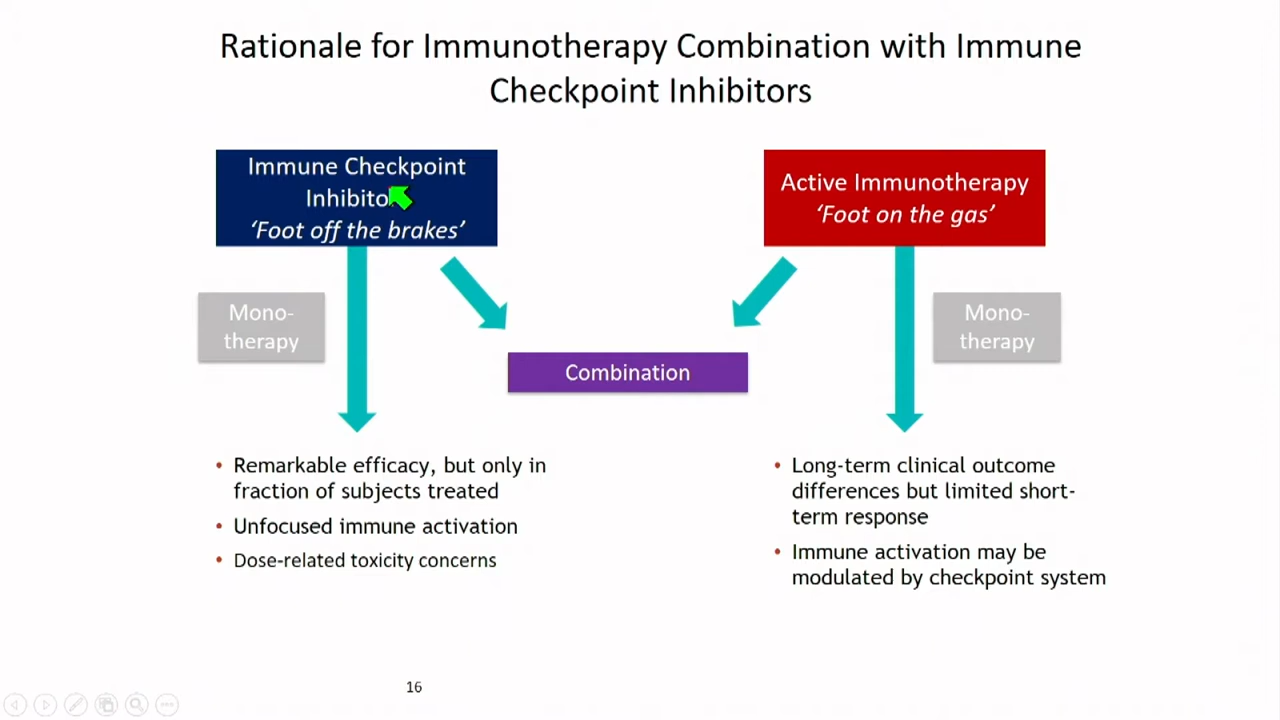 Rationale for Immunotherapy Combination with Immune
Checkpoint Inhibitors
Immune Checkpoint
Inhibito
‘Foot off the brakes’
Active Immunotherapy
‘Foot on the gas’
Mono-
therapy
Mono-
therapy
Combination
• Remarkable efficacy, but only in
fraction of subjects treated
• Unfocused immune activation
• Dose-related toxicity concerns
• Long-term clinical outcome
differences but limited short-
term response
• Immune activation may be
modulated by checkpoint system
16